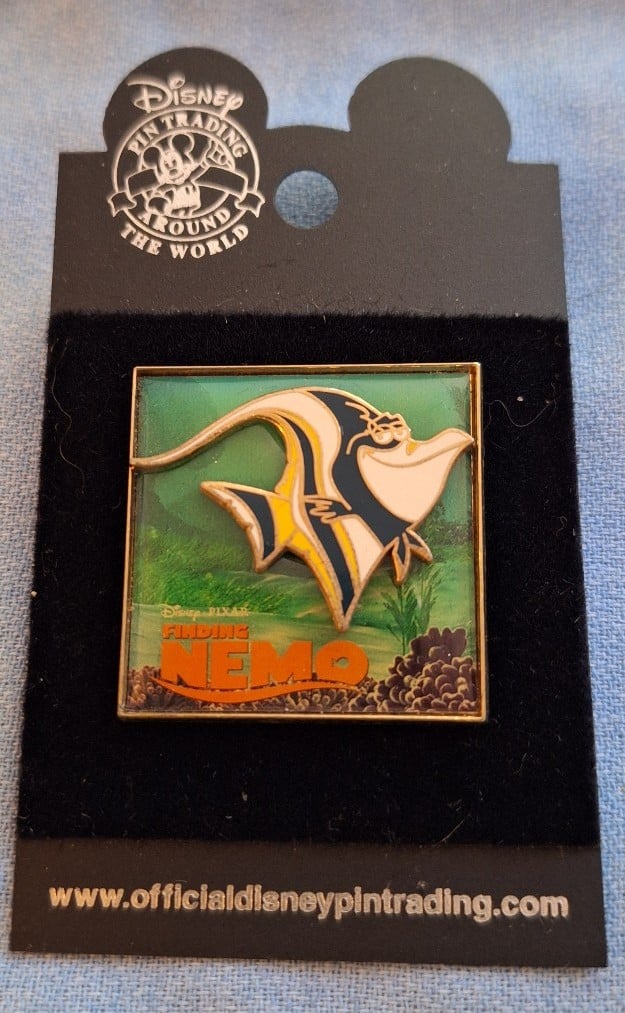 Disney
PIN TRADING
AROUND
THE WORLD
Disney · PIXAR
FINDING
NEMO
www.officialdisneypintrading.com